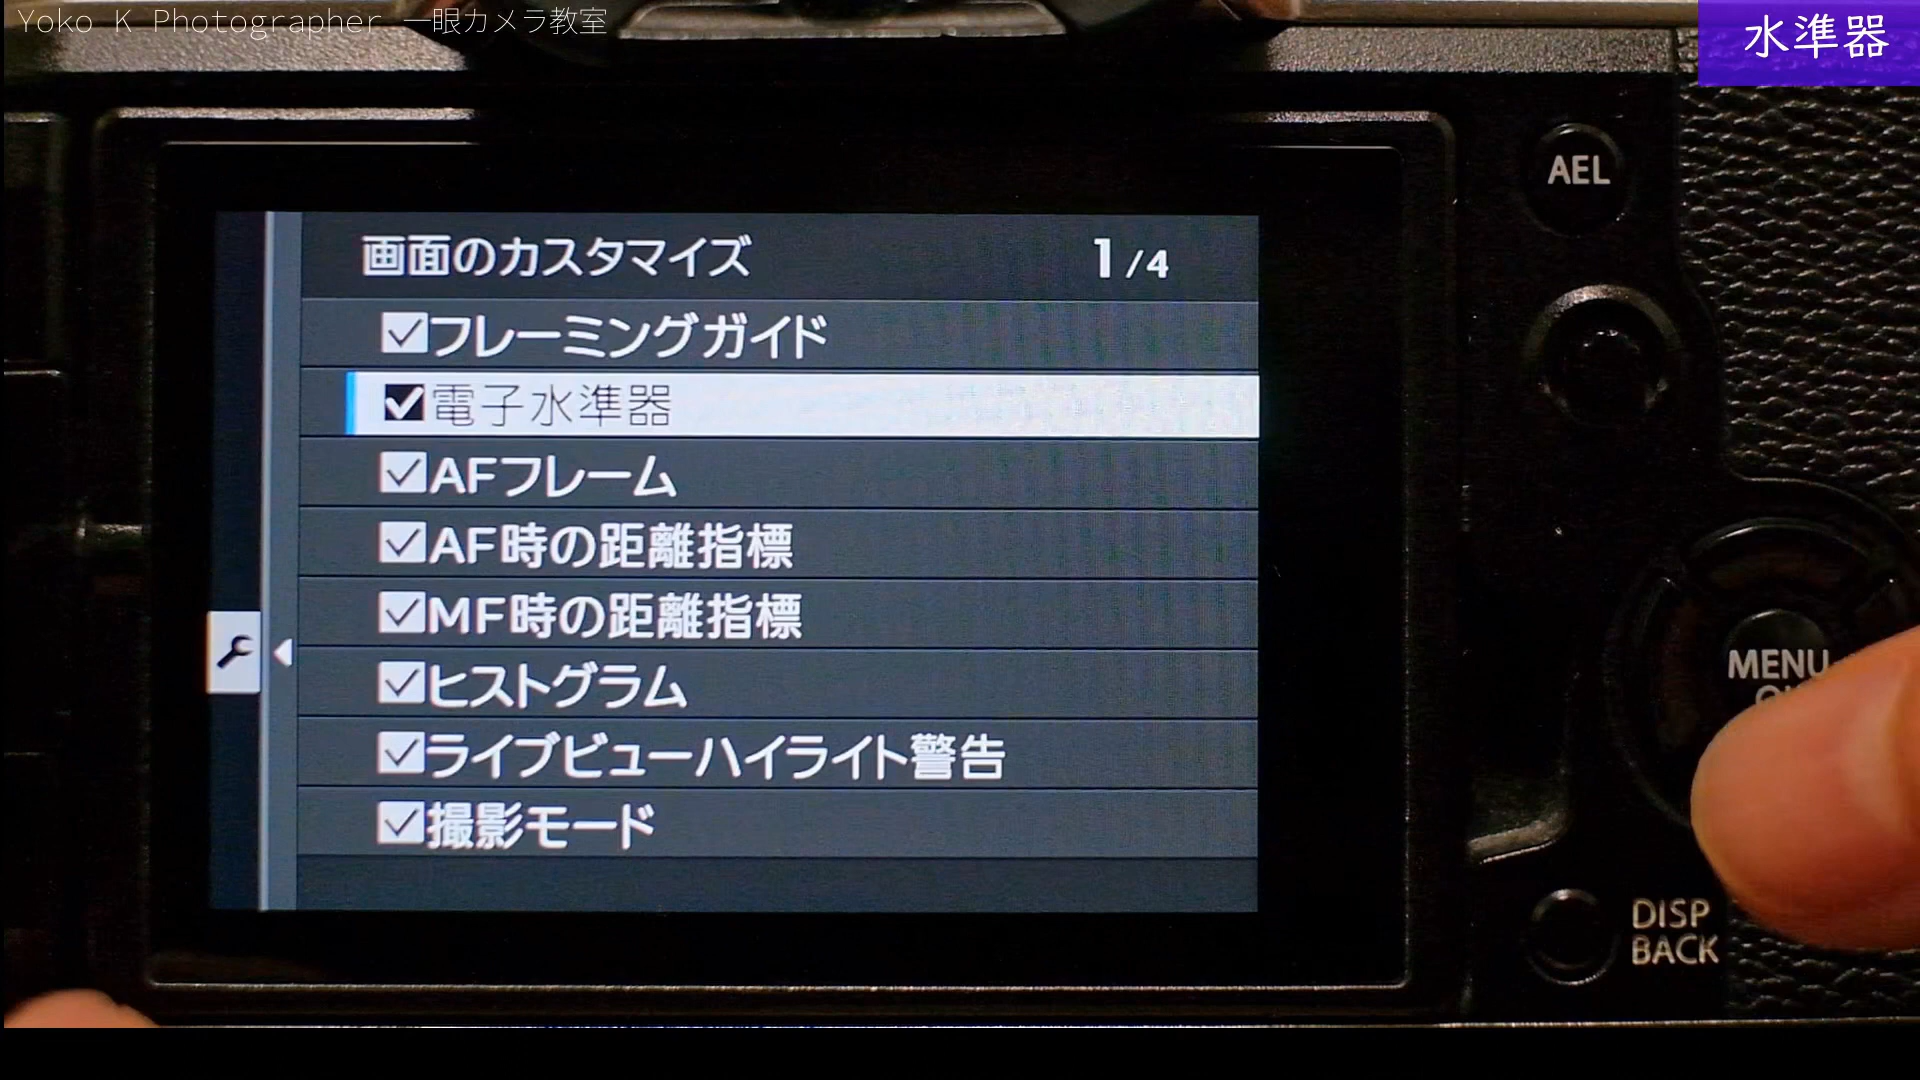 Yoko K Photographer 一眼カメラ教室
水準器
AEL
画面のカスタマイズ 1/4
フレーミングガイド
電子水準器
AFフレーム
AF時の距離指標
MF時の距離指標
ヒストグラム
ライブビューハイライト警告
撮影モード
MENU
DISP
BACK